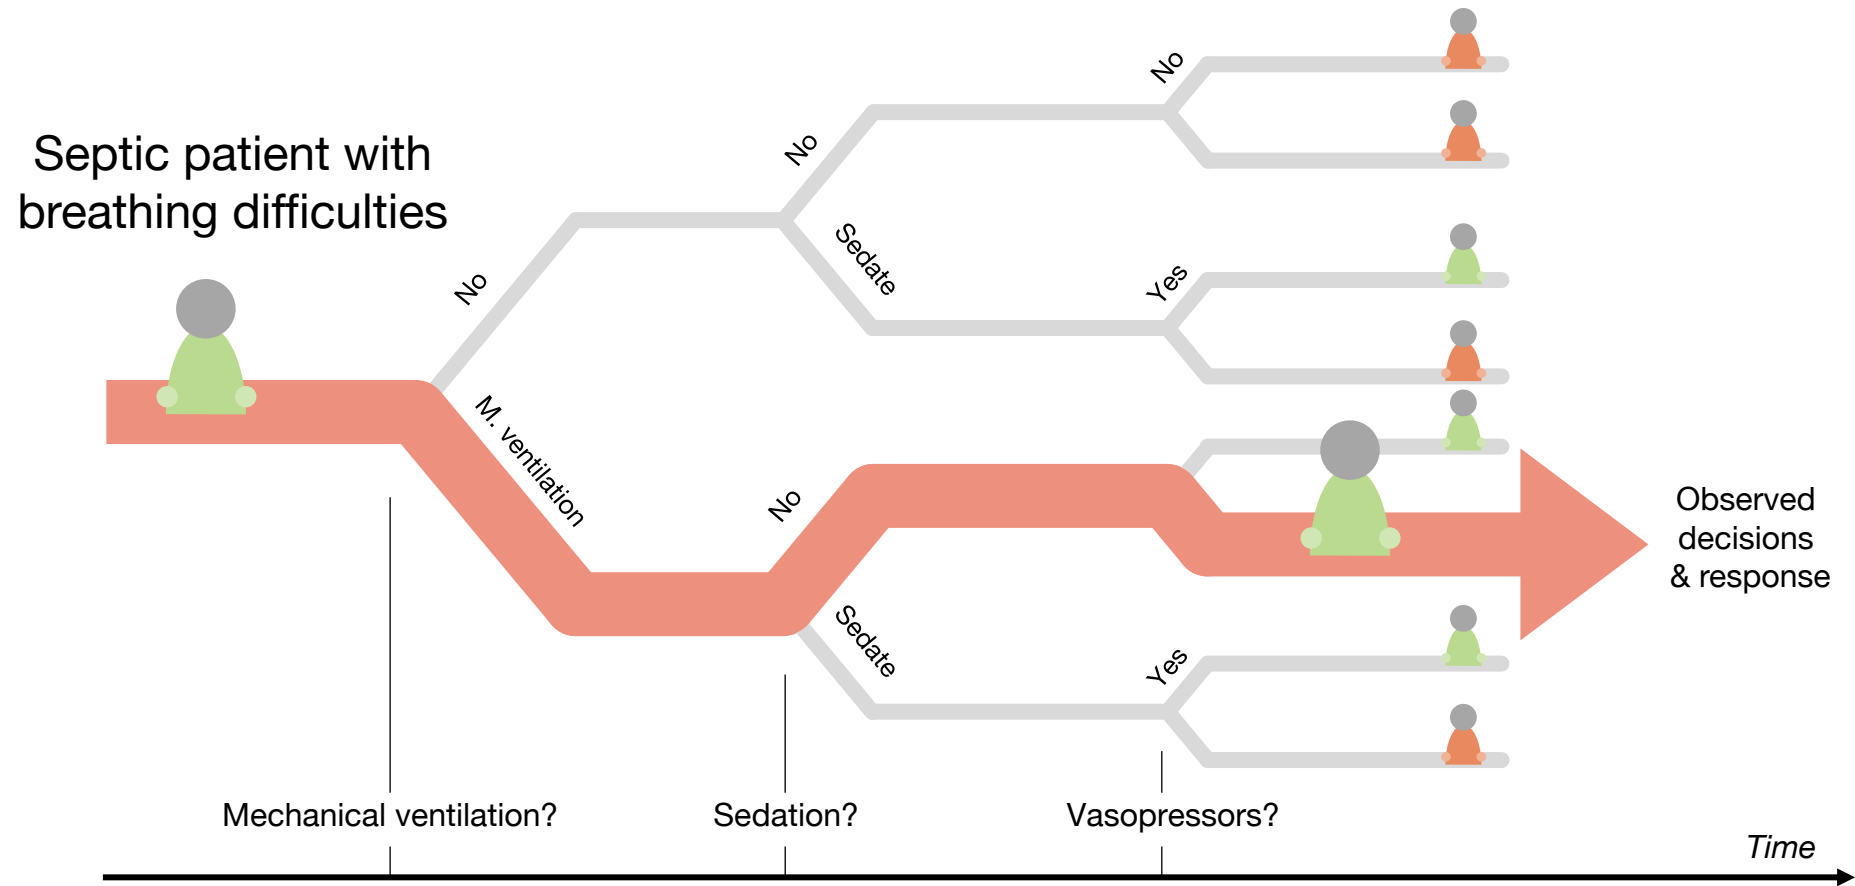 Septic patient with
breathing difficulties
No
M. ventilation
No
Sedate
No
Sedate
No
Yes
Yes
Observed
decisions
& response
Mechanical ventilation?
Sedation?
Vasopressors?
Time